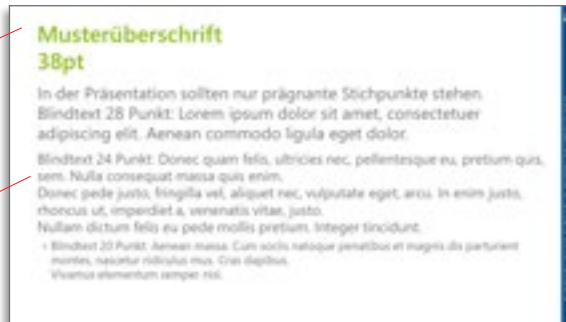 Musterüberschrift
38pt
In der Präsentation sollten nur prägnante Stichpunkte stehen.
Blindtext 28 Punkt: Lorem ipsum dolor sit amet, consectetuer
adipiscing elit. Aenean commodo ligula eget dolor.
Blindtext 24 Punkt: Donec quam felis, ultricies nec, pellentesque eu, pretium quis,
sem. Nulla consequat massa quis enim.
Donec pede justo, fringilla vel, aliquet nec, vulputate eget, arcu. In enim justo,
rhoncus ut, imperdiet a, venenatis vitae, justo.
Nullam dictum felis eu pede mollis pretium. Integer tincidunt.
• Blindtext 20 Punkt: Aenean massa. Cum sociis natoque penatibus et magnis dis parturient
montes, nascetur ridiculus mus. Cras dapibus.
Vivamus elementum semper nisi.